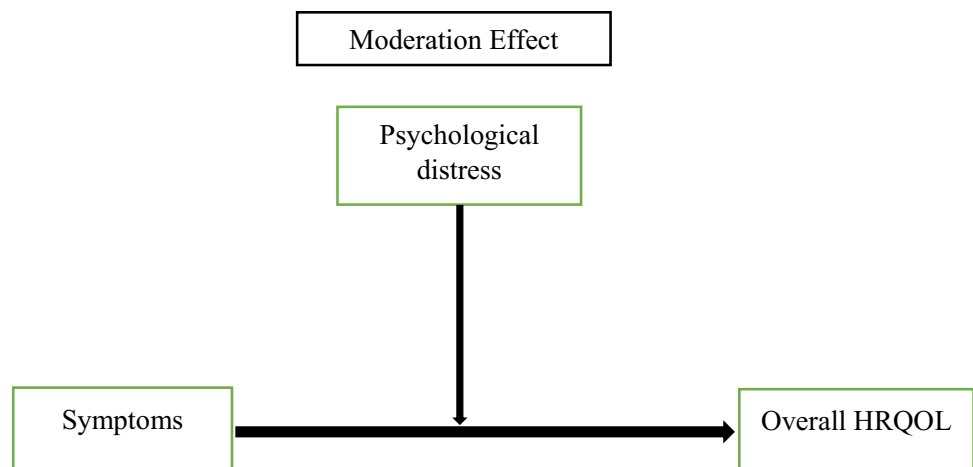 Moderation Effect
Psychological
distress
Symptoms
Overall HRQOL